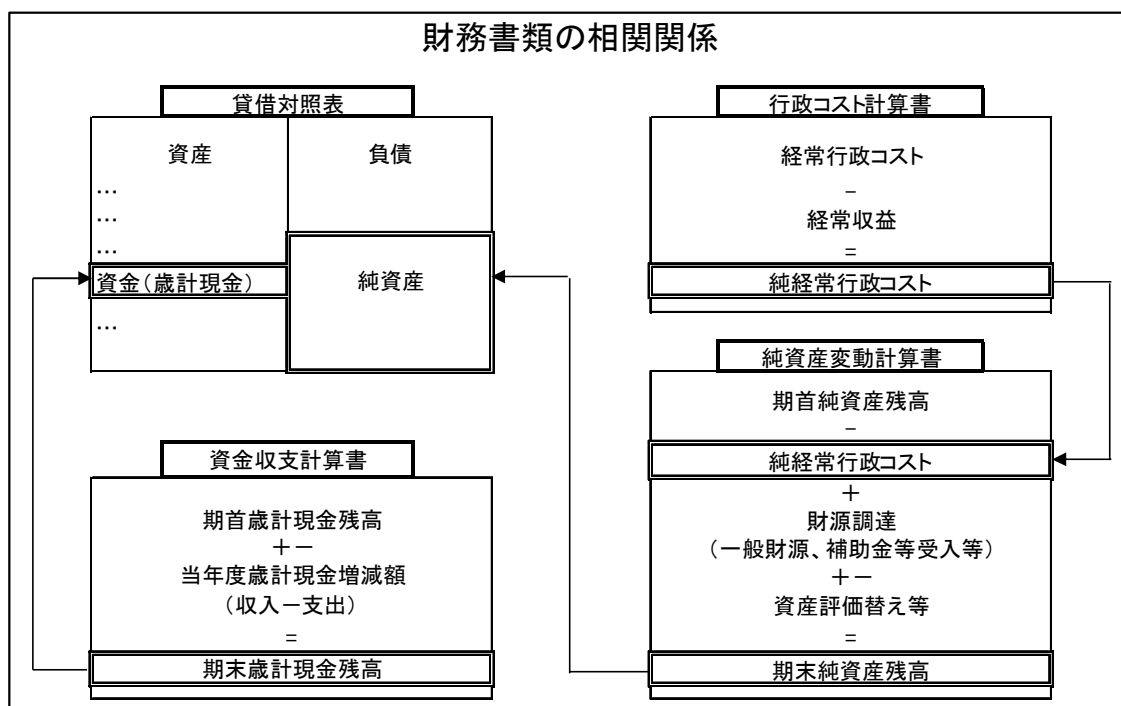 財務書類の相関関係
貸借対照表
資産
負債
…
…
…
資金（歳計現金）
純資産
…
行政コスト計算書
経常行政コスト
－
経常収益
＝
純経常行政コスト
資金収支計算書
期首歳計現金残高
＋－
当年度歳計現金増減額
（収入－支出）
＝
期末歳計現金残高
純資産変動計算書
期首純資産残高
－
純経常行政コスト
＋
財源調達
（一般財源、補助金等受入等）
＋－
資産評価替え等
＝
期末純資産残高